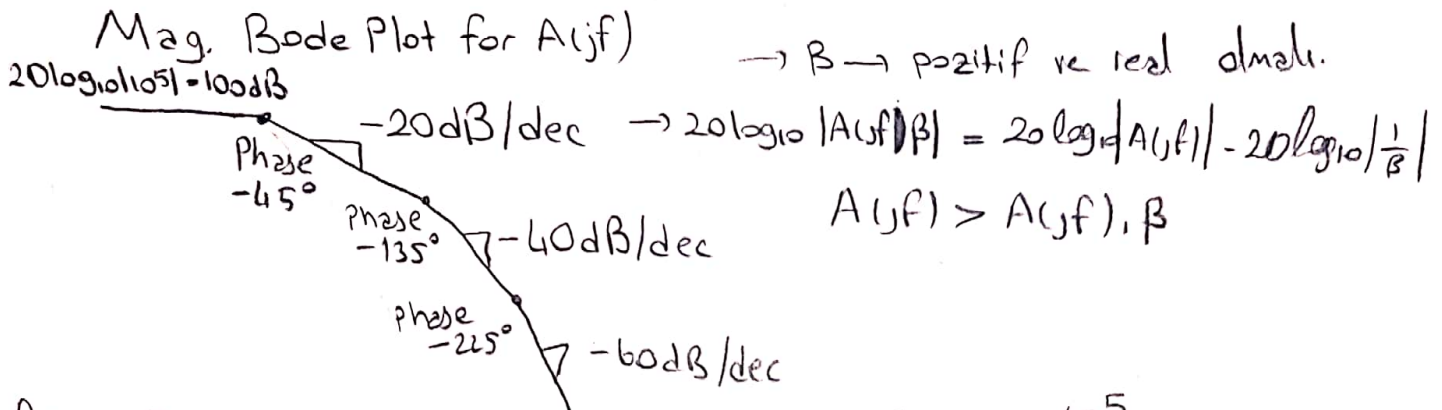 Mag. Bode Plot for A(jf)
20log₁₀|10⁵| = 100dB
-20dB/dec
Phase
-45°
Phase
-135°
-40dB/dec
Phase
-225°
-60dB/dec
→ β → pozitif ve real olmalı.
→ 20log₁₀ |A(jf)β| = 20log₁₀|A(jf)| - 20log₁₀|1/β|
A(jf) > A(jf).β
5